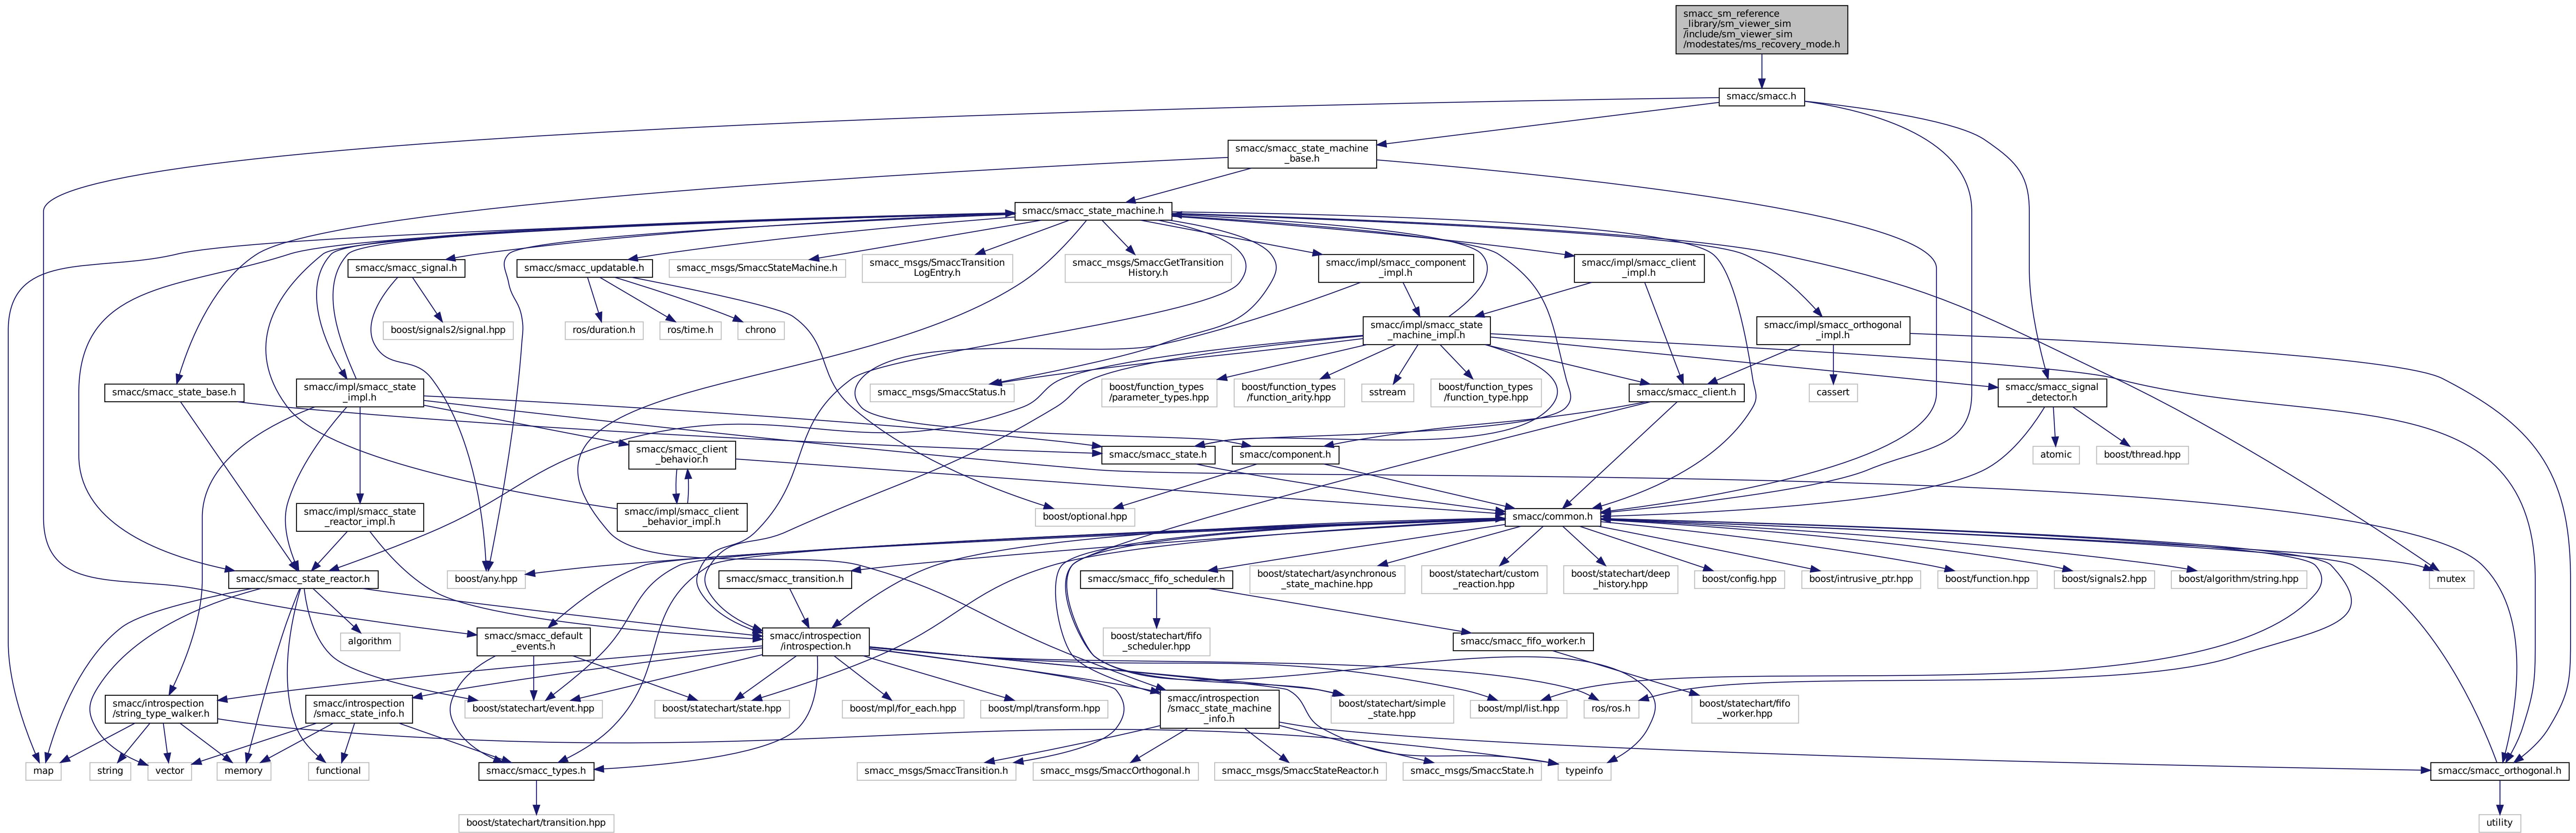 smacc_sm_reference
_library/sm_viewer_sim
/include/sm_viewer_sim
/modestates/ms_recovery_mode.h
smacc/smacc.h
smacc/smacc_state_machine
_base.h
smacc/smacc_state_machine.h
smacc/smacc_signal.h
smacc/smacc_updatable.h
smacc_msgs/SmaccStateMachine.h
smacc_msgs/SmaccTransition
LogEntry.h
smacc_msgs/SmaccGetTransition
History.h
smacc/impl/smacc_component
_impl.h
smacc/impl/smacc_client
_impl.h
boost/signals2/signal.hpp
ros/duration.h
ros/time.h
chrono
smacc/impl/smacc_state
_machine_impl.h
smacc/impl/smacc_orthogonal
_impl.h
smacc/smacc_state_base.h
smacc/impl/smacc_state
_impl.h
smacc_msgs/SmaccStatus.h
boost/function_types
/parameter_types.hpp
boost/function_types
/function_arity.hpp
sstream
boost/function_types
/function_type.hpp
smacc/smacc_client.h
cassert
smacc/smacc_signal
_detector.h
smacc/smacc_client
_behavior.h
smacc/smacc_state.h
smacc/component.h
atomic
boost/thread.hpp
smacc/impl/smacc_state
_reactor_impl.h
smacc/impl/smacc_client
_behavior_impl.h
boost/optional.hpp
smacc/common.h
smacc/smacc_state_reactor.h
boost/any.hpp
smacc/smacc_transition.h
smacc/smacc_fifo_scheduler.h
boost/statechart/asynchronous
_state_machine.hpp
boost/statechart/custom
_reaction.hpp
boost/statechart/deep
_history.hpp
boost/config.hpp
boost/intrusive_ptr.hpp
boost/function.hpp
boost/signals2.hpp
boost/algorithm/string.hpp
mutex
algorithm
smacc/smacc_default
_events.h
smacc/introspection
/introspection.h
boost/statechart/fifo
_scheduler.hpp
smacc/smacc_fifo_worker.h
smacc/introspection
/string_type_walker.h
smacc/introspection
/smacc_state_info.h
boost/statechart/event.hpp
boost/statechart/state.hpp
boost/mpl/for_each.hpp
boost/mpl/transform.hpp
smacc/introspection
/smacc_state_machine
_info.h
boost/statechart/simple
_state.hpp
boost/mpl/list.hpp
ros/ros.h
boost/statechart/fifo
_worker.hpp
map
string
vector
memory
functional
smacc/smacc_types.h
smacc_msgs/SmaccTransition.h
smacc_msgs/SmaccOrthogonal.h
smacc_msgs/SmaccStateReactor.h
smacc_msgs/SmaccState.h
typeinfo
smacc/smacc_orthogonal.h
boost/statechart/transition.hpp
utility